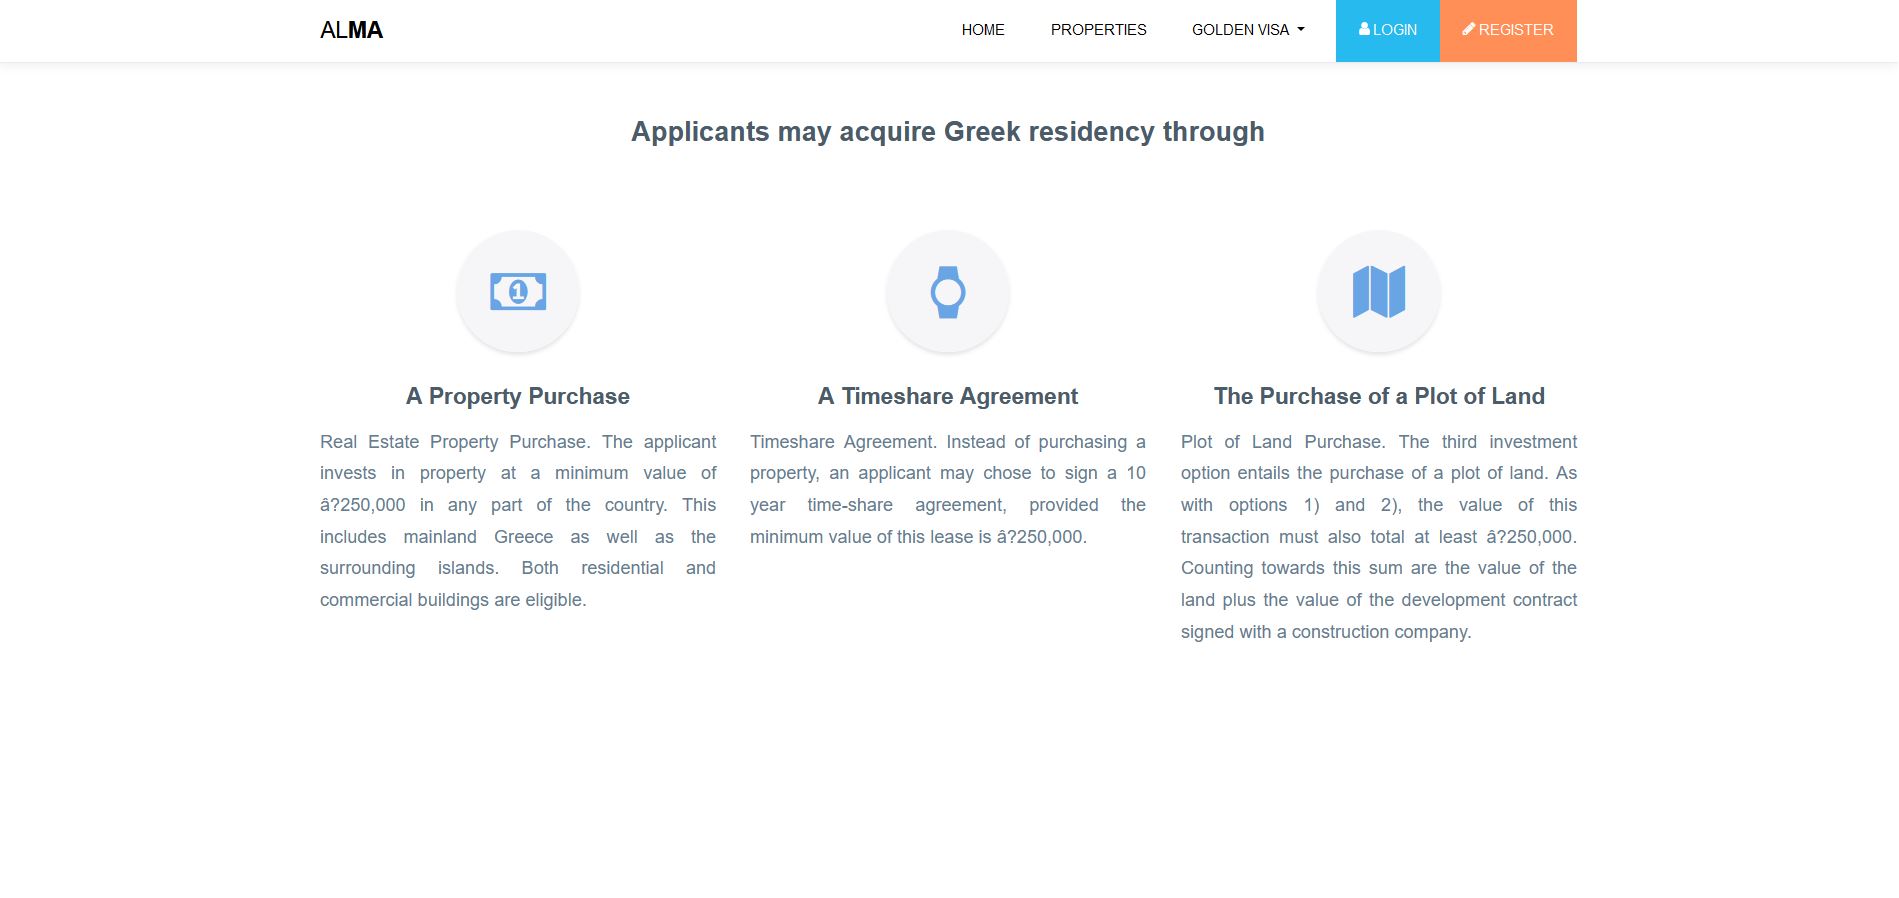 ALMA
HOME
PROPERTIES
GOLDEN VISA
LOGIN
REGISTER
Applicants may acquire Greek residency through
1
A Property Purchase
Real Estate Property Purchase. The applicant
invests in property at a minimum value of
â?250,000 in any part of the country. This
includes mainland Greece as well as the
surrounding islands. Both residential and
commercial buildings are eligible.
A Timeshare Agreement
Timeshare Agreement. Instead of purchasing a
property, an applicant may chose to sign a 10
year time-share agreement, provided the
minimum value of this lease is â?250,000.
The Purchase of a Plot of Land
Plot of Land Purchase. The third investment
option entails the purchase of a plot of land. As
with options 1) and 2), the value of this
transaction must also total at least â?250,000.
Counting towards this sum are the value of the
land plus the value of the development contract
signed with a construction company.